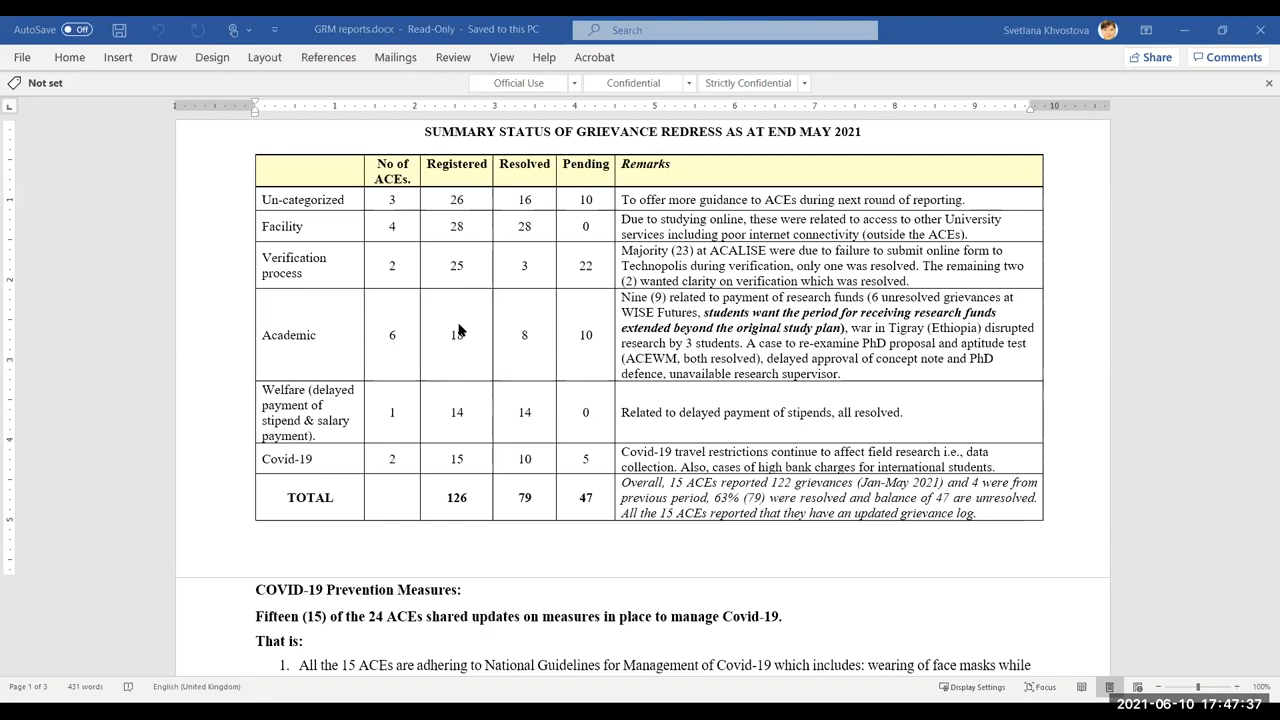 AutoSave Off GRM reports.docx - Read-Only - Saved to this PC Search Svetlana Khvostova
File Home Insert Draw Design Layout References Mailings Review View Help Acrobat Share Comments
Not set Official Use Confidential Strictly Confidential
1 1 2 3 4 5 6 7 8 9 10
SUMMARY STATUS OF GRIEVANCE REDRESS AS AT END MAY 2021
No of ACEs. Registered Resolved Pending Remarks
Un-categorized 3 26 16 10 To offer more guidance to ACEs during next round of reporting.
Facility 4 28 28 0 Due to studying online, these were related to access to other University
services including poor internet connectivity (outside the ACEs).
Verification process 2 25 3 22 Majority (23) at ACALISE were due to failure to submit online form to
Technopolis during verification, only one was resolved. The remaining two
(2) wanted clarity on verification which was resolved.
Academic 6 18 8 10 Nine (9) related to payment of research funds (6 unresolved grievances at
WISE Futures, students want the period for receiving research funds
extended beyond the original study plan), war in Tigray (Ethiopia) disrupted
research by 3 students. A case to re-examine PhD proposal and aptitude test
(ACEWM, both resolved), delayed approval of concept note and PhD
defence, unavailable research supervisor.
Welfare (delayed
payment of
stipend & salary
payment). 1 14 14 0 Related to delayed payment of stipends, all resolved.
Covid-19 2 15 10 5 Covid-19 travel restrictions continue to affect field research i.e., data
collection. Also, cases of high bank charges for international students.
TOTAL 126 79 47 Overall, 15 ACEs reported 122 grievances (Jan-May 2021) and 4 were from
previous period, 63% (79) were resolved and balance of 47 are unresolved.
All the 15 ACEs reported that they have an updated grievance log.
COVID-19 Prevention Measures:
Fifteen (15) of the 24 ACEs shared updates on measures in place to manage Covid-19.
That is:
1. All the 15 ACEs are adhering to National Guidelines for Management of Covid-19 which includes: wearing of face masks while
Page 1 of 3 431 words English (United Kingdom) Display Settings Focus 100%
2021-06-10 17:47:37